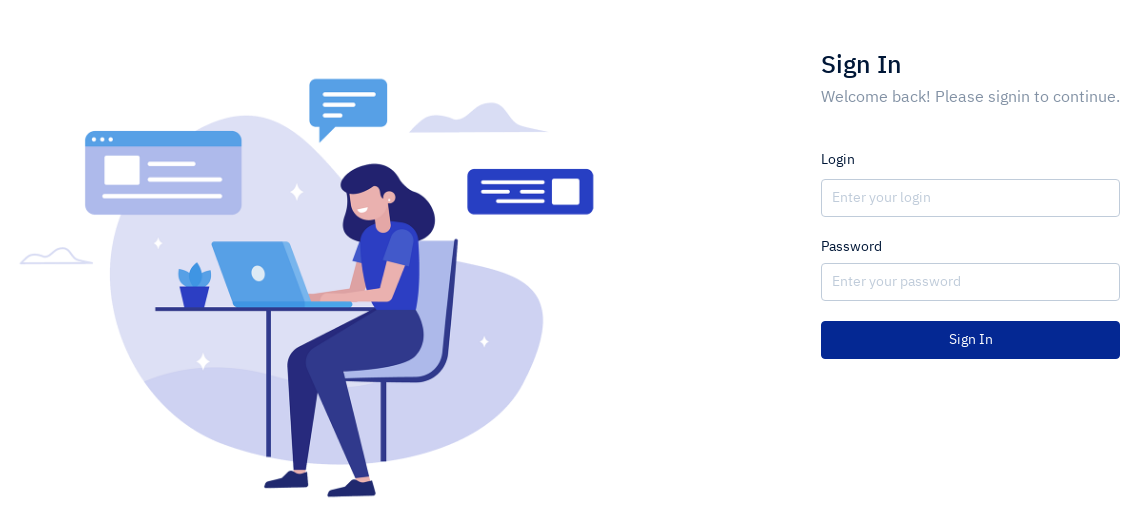 Sign In
Welcome back! Please signin to continue.
Login
Enter your login
Password
Enter your password
Sign In